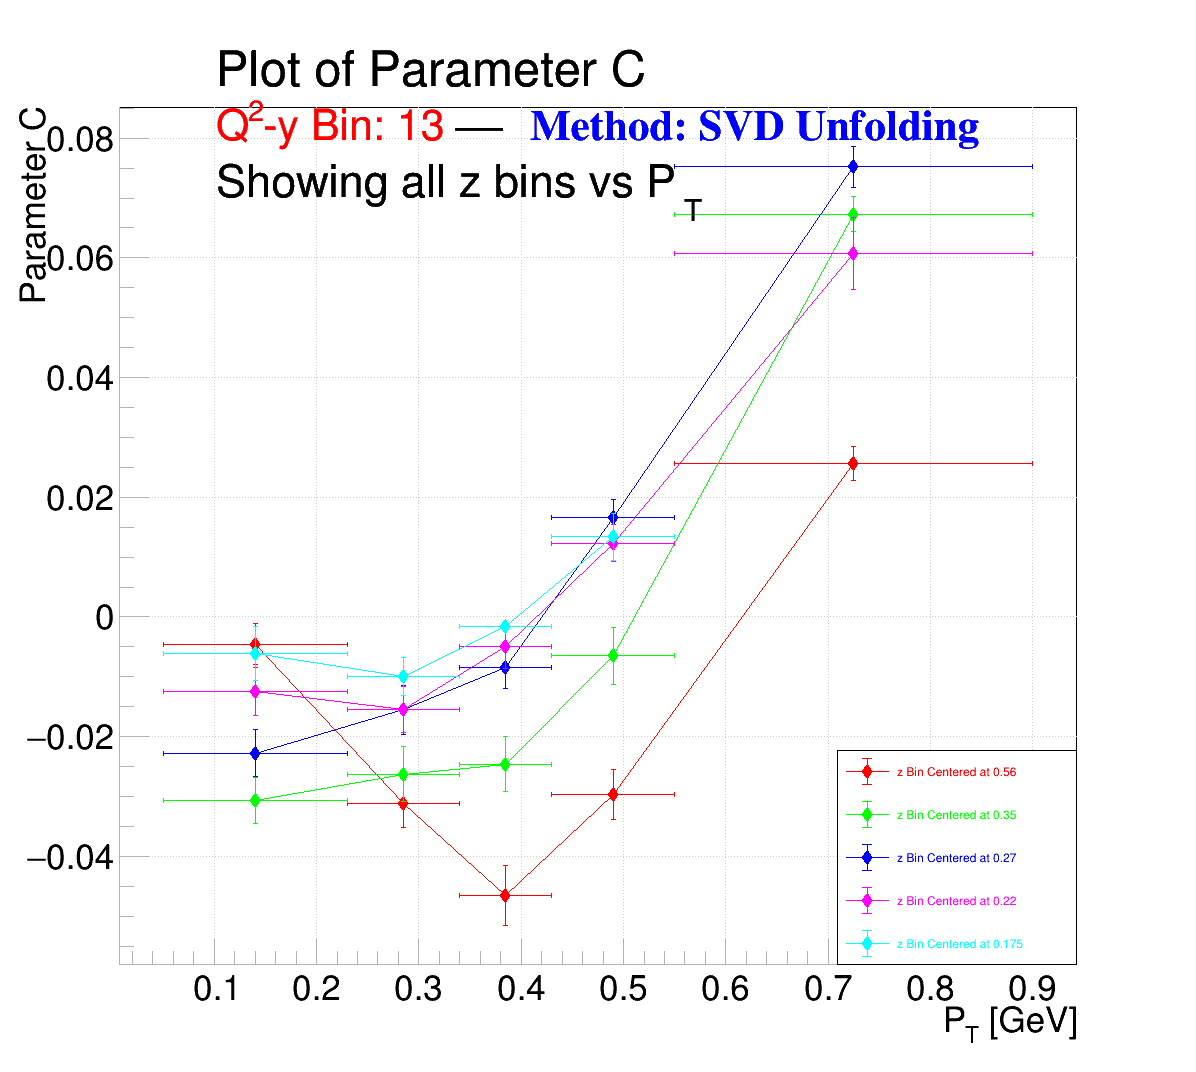 Plot of Parameter C
Q²-y Bin: 13 — Method: SVD Unfolding
Showing all z bins vs P_T
Parameter C
0.08
0.06
0.04
0.02
0
−0.02
−0.04
z Bin Centered at 0.56
z Bin Centered at 0.35
z Bin Centered at 0.27
z Bin Centered at 0.22
z Bin Centered at 0.175
0.1 0.2 0.3 0.4 0.5 0.6 0.7 0.8 0.9
P_T [GeV]